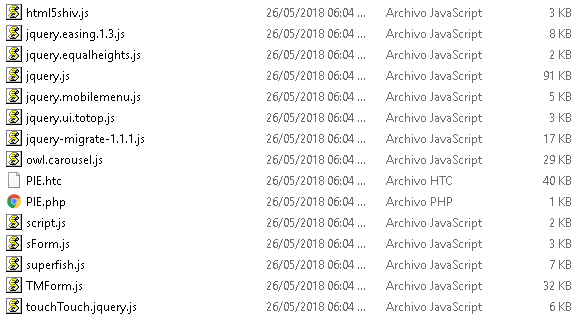 html5shiv.js 26/05/2018 06:04 ... Archivo JavaScript 3 KB
jquery.easing.1.3.js 26/05/2018 06:04 ... Archivo JavaScript 8 KB
jquery.equalheights.js 26/05/2018 06:04 ... Archivo JavaScript 2 KB
jquery.js 26/05/2018 06:04 ... Archivo JavaScript 91 KB
jquery.mobilemenu.js 26/05/2018 06:04 ... Archivo JavaScript 5 KB
jquery.ui.totop.js 26/05/2018 06:04 ... Archivo JavaScript 3 KB
jquery-migrate-1.1.1.js 26/05/2018 06:04 ... Archivo JavaScript 17 KB
owl.carousel.js 26/05/2018 06:04 ... Archivo JavaScript 29 KB
PIE.htc 26/05/2018 06:04 ... Archivo HTC 40 KB
PIE.php 26/05/2018 06:04 ... Archivo PHP 1 KB
script.js 26/05/2018 06:04 ... Archivo JavaScript 2 KB
sForm.js 26/05/2018 06:04 ... Archivo JavaScript 3 KB
superfish.js 26/05/2018 06:04 ... Archivo JavaScript 7 KB
TMForm.js 26/05/2018 06:04 ... Archivo JavaScript 32 KB
touchTouch.jquery.js 26/05/2018 06:04 ... Archivo JavaScript 6 KB